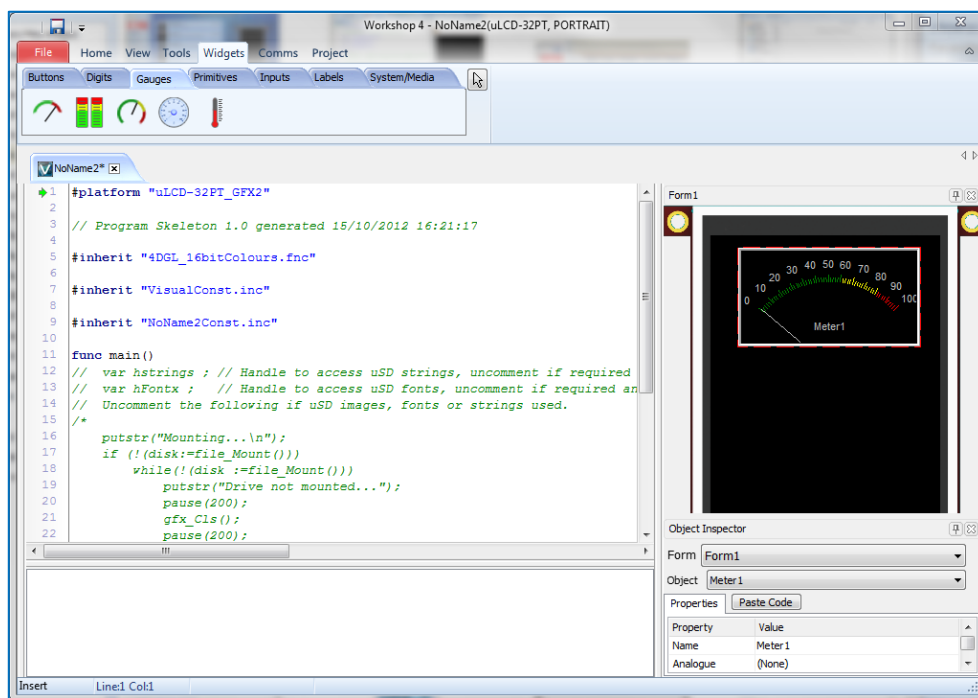 Workshop 4 - NoName2(uLCD-32PT, PORTRAIT)
File Home View Tools Widgets Comms Project
Buttons Digits Gauges Primitives Inputs Labels System/Media
NoName2*
1 #platform "uLCD-32PT_GFX2"
2
3 // Program Skeleton 1.0 generated 15/10/2012 16:21:17
4
5 #inherit "4DGL_16bitColours.fnc"
6
7 #inherit "VisualConst.inc"
8
9 #inherit "NoName2Const.inc"
10
11 func main()
12 // var hstrings ; // Handle to access uSD strings, uncomment if required
13 // var hFontx ; // Handle to access uSD fonts, uncomment if required an
14 // Uncomment the following if uSD images, fonts or strings used.
15 /*
16 putstr("Mounting...\n");
17 if (!(disk:=file_Mount()))
18 while(!(disk :=file_Mount()))
19 putstr("Drive not mounted...");
20 pause(200);
21 gfx_Cls();
22 pause(200);
Form1
0 10 20 30 40 50 60 70 80 90 100
Meter1
Object Inspector
Form Form1
Object Meter1
Properties Paste Code
Property Value
Name Meter1
Analogue (None)
Insert Line:1 Col:1